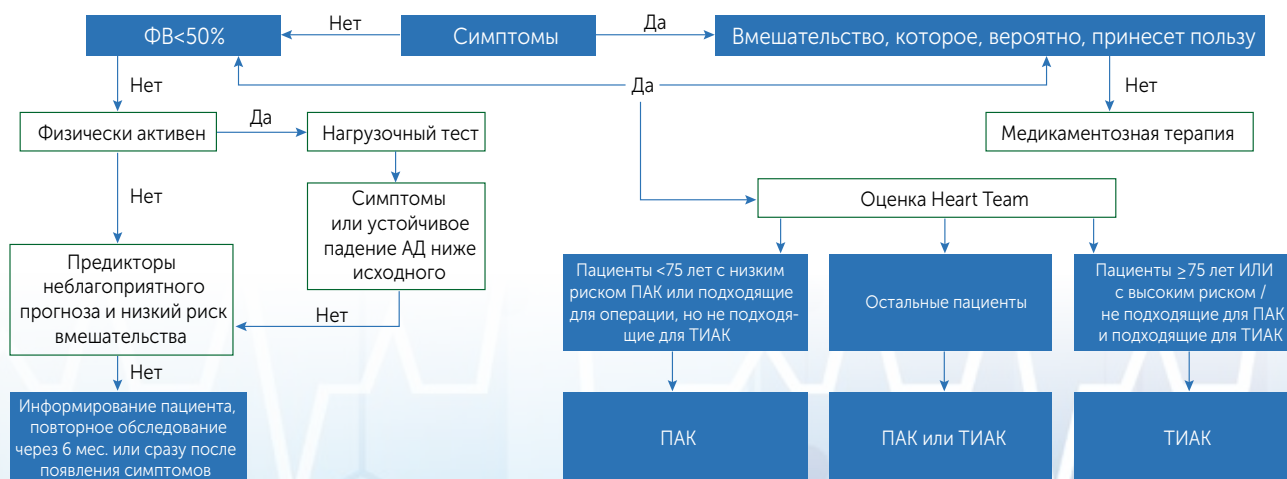 ФВ<50%
Нет
Симптомы
Да
Вмешательство, которое, вероятно, принесет пользу
Нет
Да
Нет
Физически активен
Да
Нагрузочный тест
Медикаментозная терапия
Нет
Симптомы
или устойчивое
падение АД ниже
исходного
Оценка Heart Team
Предикторы
неблагоприятного
прогноза и низкий риск
вмешательства
Нет
Пациенты <75 лет с низким
риском ПАК или подходящие
для операции, но не подходя-
щие для ТИАК
Остальные пациенты
Пациенты ≥75 лет ИЛИ
с высоким риском /
не подходящие для ПАК
и подходящие для ТИАК
Нет
Информирование пациента,
повторное обследование
через 6 мес. или сразу после
появления симптомов
ПАК
ПАК или ТИАК
ТИАК